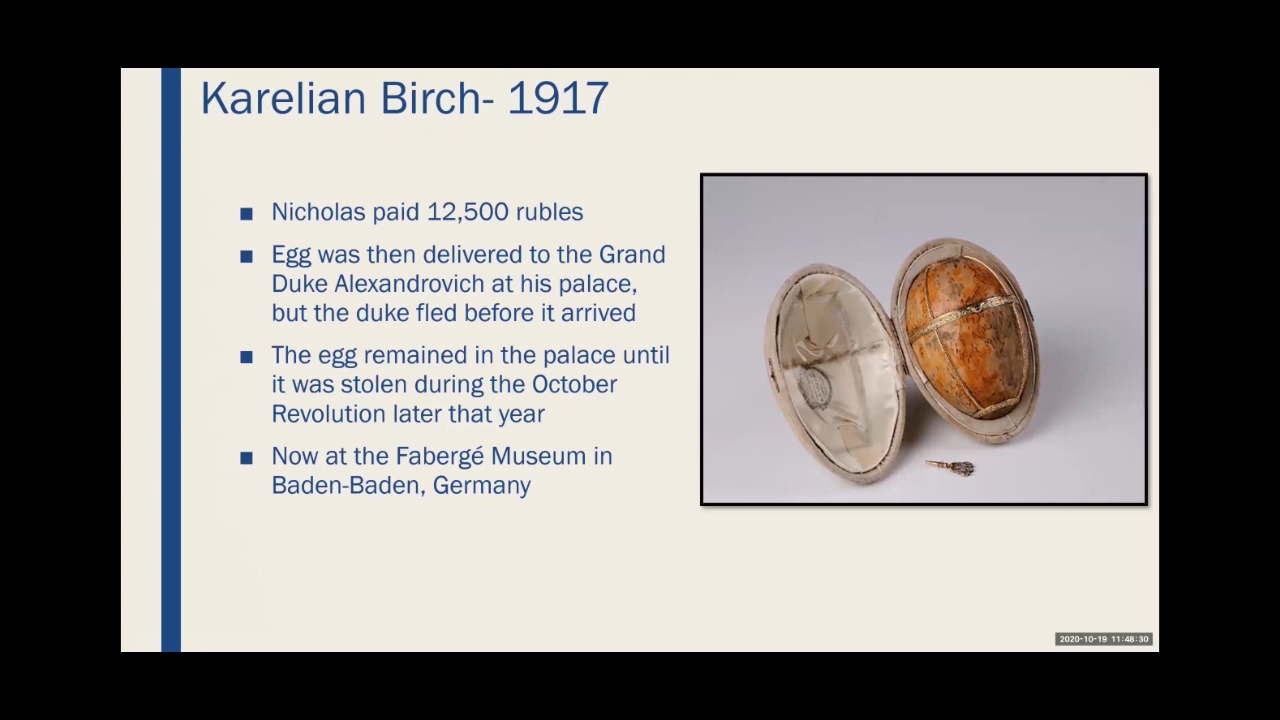 Karelian Birch- 1917
■ Nicholas paid 12,500 rubles
■ Egg was then delivered to the Grand
Duke Alexandrovich at his palace,
but the duke fled before it arrived
■ The egg remained in the palace until
it was stolen during the October
Revolution later that year
■ Now at the Fabergé Museum in
Baden-Baden, Germany
2020-10-19 11:48:30